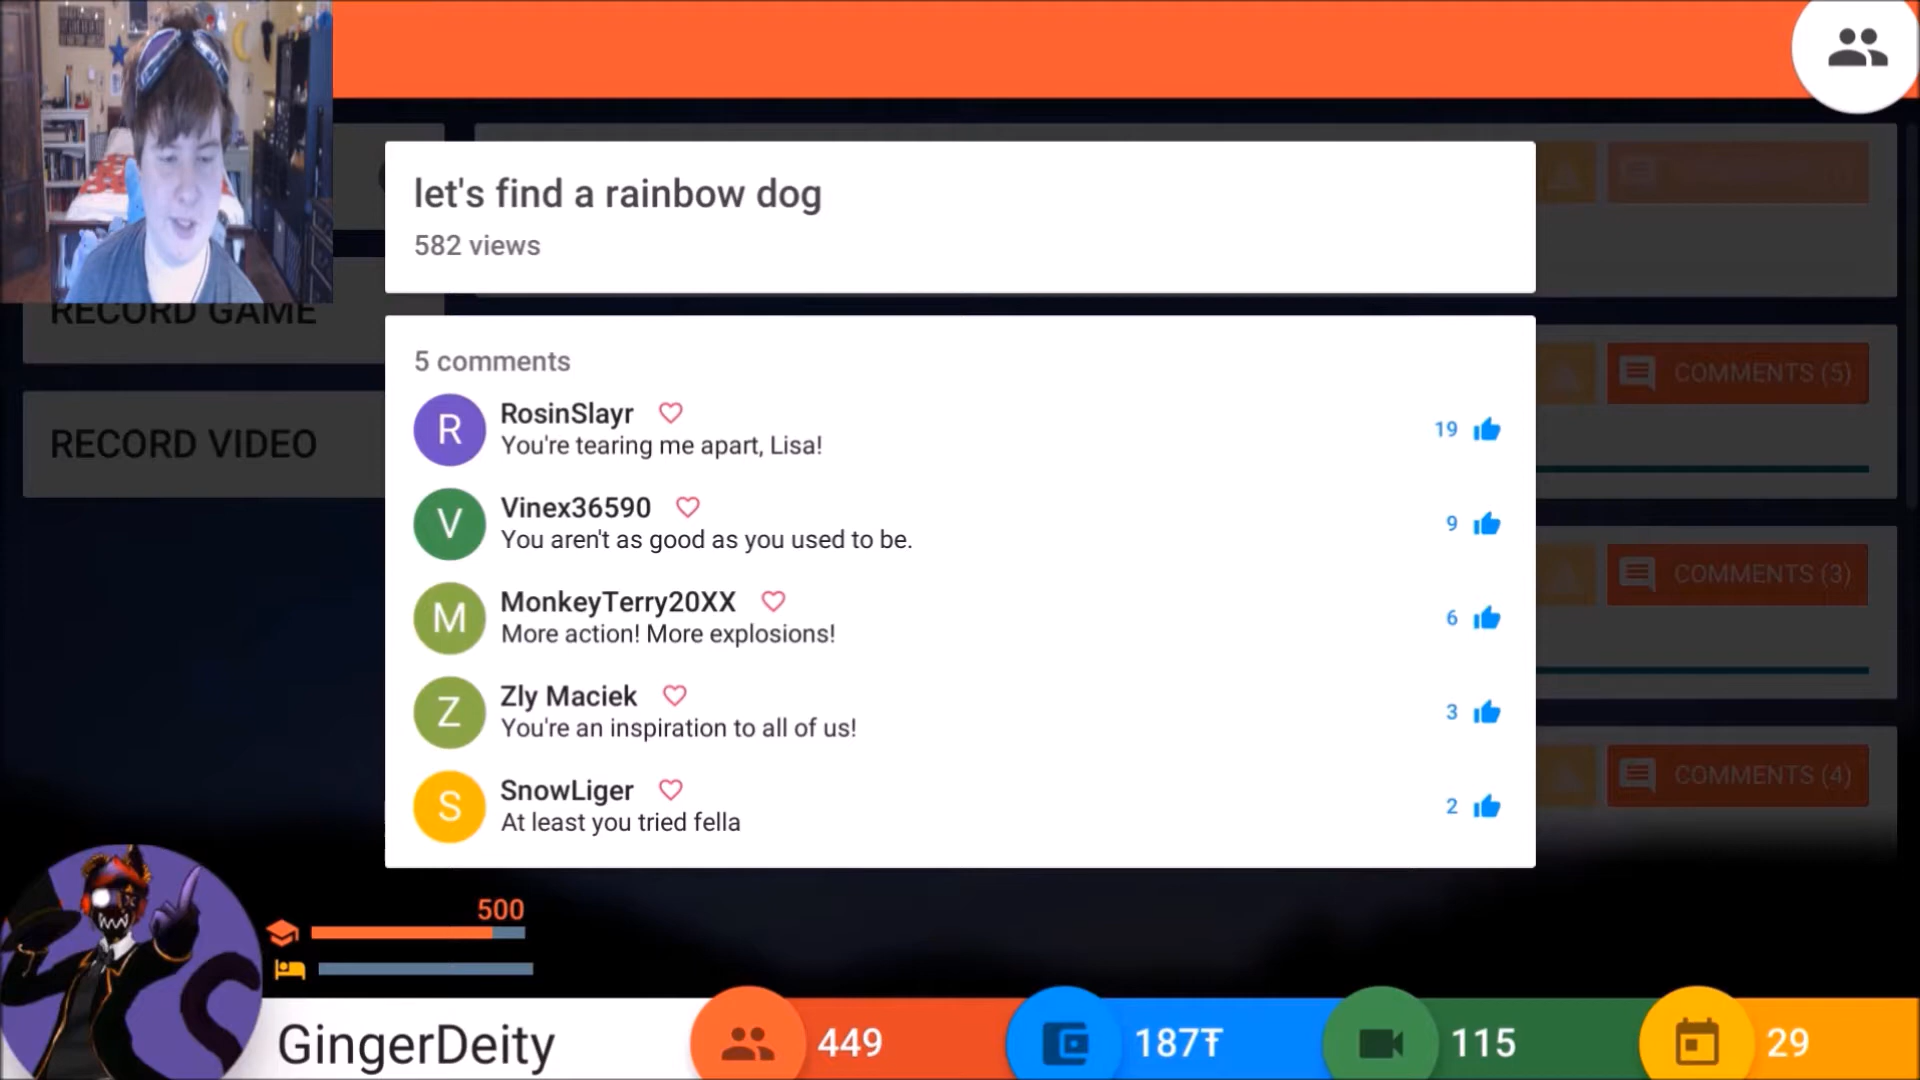 let's find a rainbow dog
582 views
RECORD GAME
RECORD VIDEO
5 comments
R
RosinSlayr
You're tearing me apart, Lisa!
19
V
Vinex36590
You aren't as good as you used to be.
9
M
MonkeyTerry20XX
More action! More explosions!
6
Z
Zly Maciek
You're an inspiration to all of us!
3
S
SnowLiger
At least you tried fella
2
COMMENTS (5)
COMMENTS (3)
COMMENTS (4)
500
GingerDeity
449
187Ŧ
115
29